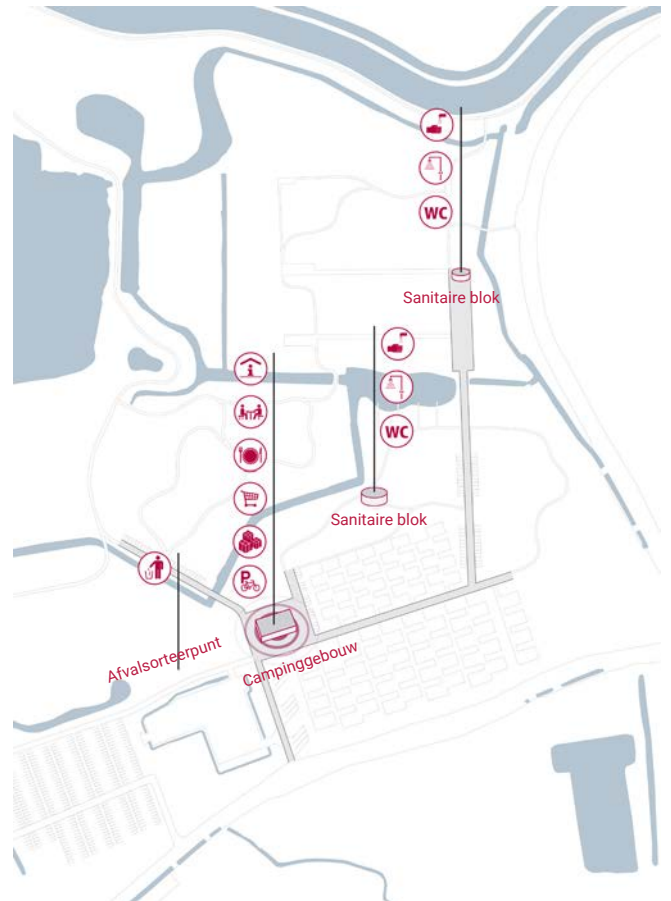 WC
Sanitaire blok
WC
Sanitaire blok
P
Afvalsorteerpunt
Campinggebouw